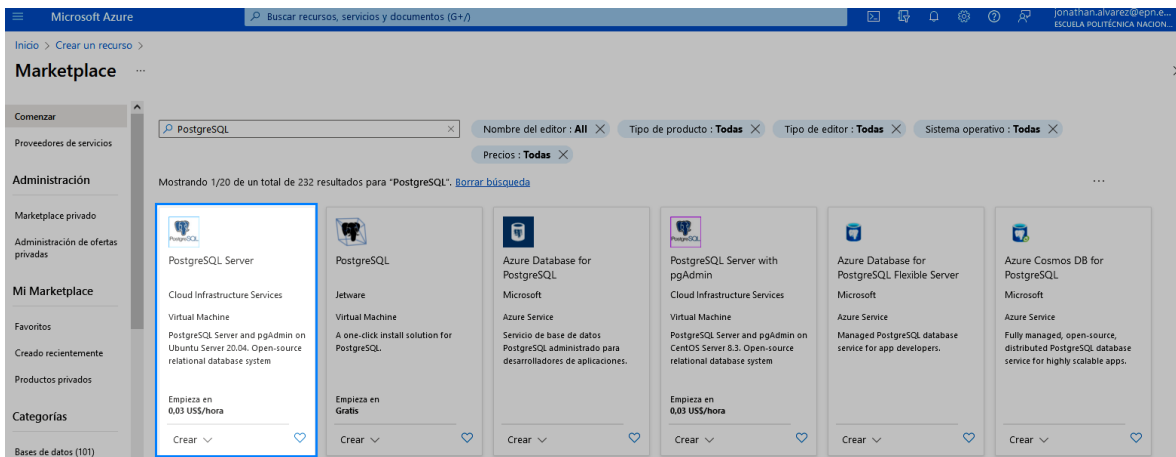 Microsoft Azure
Buscar recursos, servicios y documentos (G+/)
jonathan.alvarez@epn.e...
ESCUELA POLITÉCNICA NACION...
Inicio > Crear un recurso >
Marketplace ...
Comenzar
Proveedores de servicios
Administración
Marketplace privado
Administración de ofertas
privadas
Mi Marketplace
Favoritos
Creado recientemente
Productos privados
Categorías
Bases de datos (101)
PostgreSQL
Nombre del editor : All
Tipo de producto : Todas
Tipo de editor : Todas
Sistema operativo : Todas
Precios : Todas
Mostrando 1/20 de un total de 232 resultados para "PostgreSQL". Borrar búsqueda
...
PostgreSQL
PostgreSQL Server
Cloud Infrastructure Services
Virtual Machine
PostgreSQL Server and pgAdmin on
Ubuntu Server 20.04. Open-source
relational database system
Empieza en
0,03 US$/hora
Crear
PostgreSQL
Jetware
Virtual Machine
A one-click install solution for
PostgreSQL.
Empieza en
Gratis
Crear
Azure Database for
PostgreSQL
Microsoft
Azure Service
Servicio de base de datos
PostgreSQL administrado para
desarrolladores de aplicaciones.
Crear
PostgreSQL
PostgreSQL Server with
pgAdmin
Cloud Infrastructure Services
Virtual Machine
PostgreSQL Server and pgAdmin on
CentOS Server 8.3. Open-source
relational database system
Empieza en
0,03 US$/hora
Crear
Azure Database for
PostgreSQL Flexible Server
Microsoft
Azure Service
Managed PostgreSQL database
service for app developers.
Crear
Azure Cosmos DB for
PostgreSQL
Microsoft
Azure Service
Fully managed, open-source,
distributed PostgreSQL database
service for highly scalable apps.
Crear